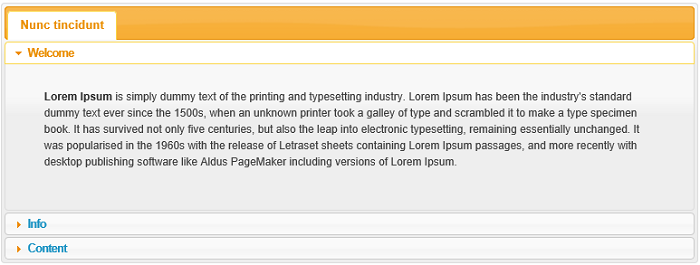 Nunc tincidunt
Welcome
Lorem Ipsum is simply dummy text of the printing and typesetting industry. Lorem Ipsum has been the industry's standard
dummy text ever since the 1500s, when an unknown printer took a galley of type and scrambled it to make a type specimen
book. It has survived not only five centuries, but also the leap into electronic typesetting, remaining essentially unchanged. It
was popularised in the 1960s with the release of Letraset sheets containing Lorem Ipsum passages, and more recently with
desktop publishing software like Aldus PageMaker including versions of Lorem Ipsum.
Info
Content